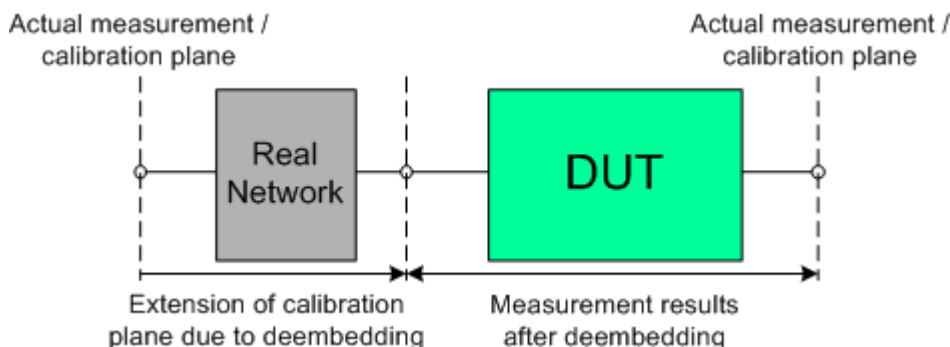 Actual measurement /
calibration plane
Actual measurement /
calibration plane
Real
Network
DUT
Extension of calibration
plane due to deembedding
Measurement results
after deembedding